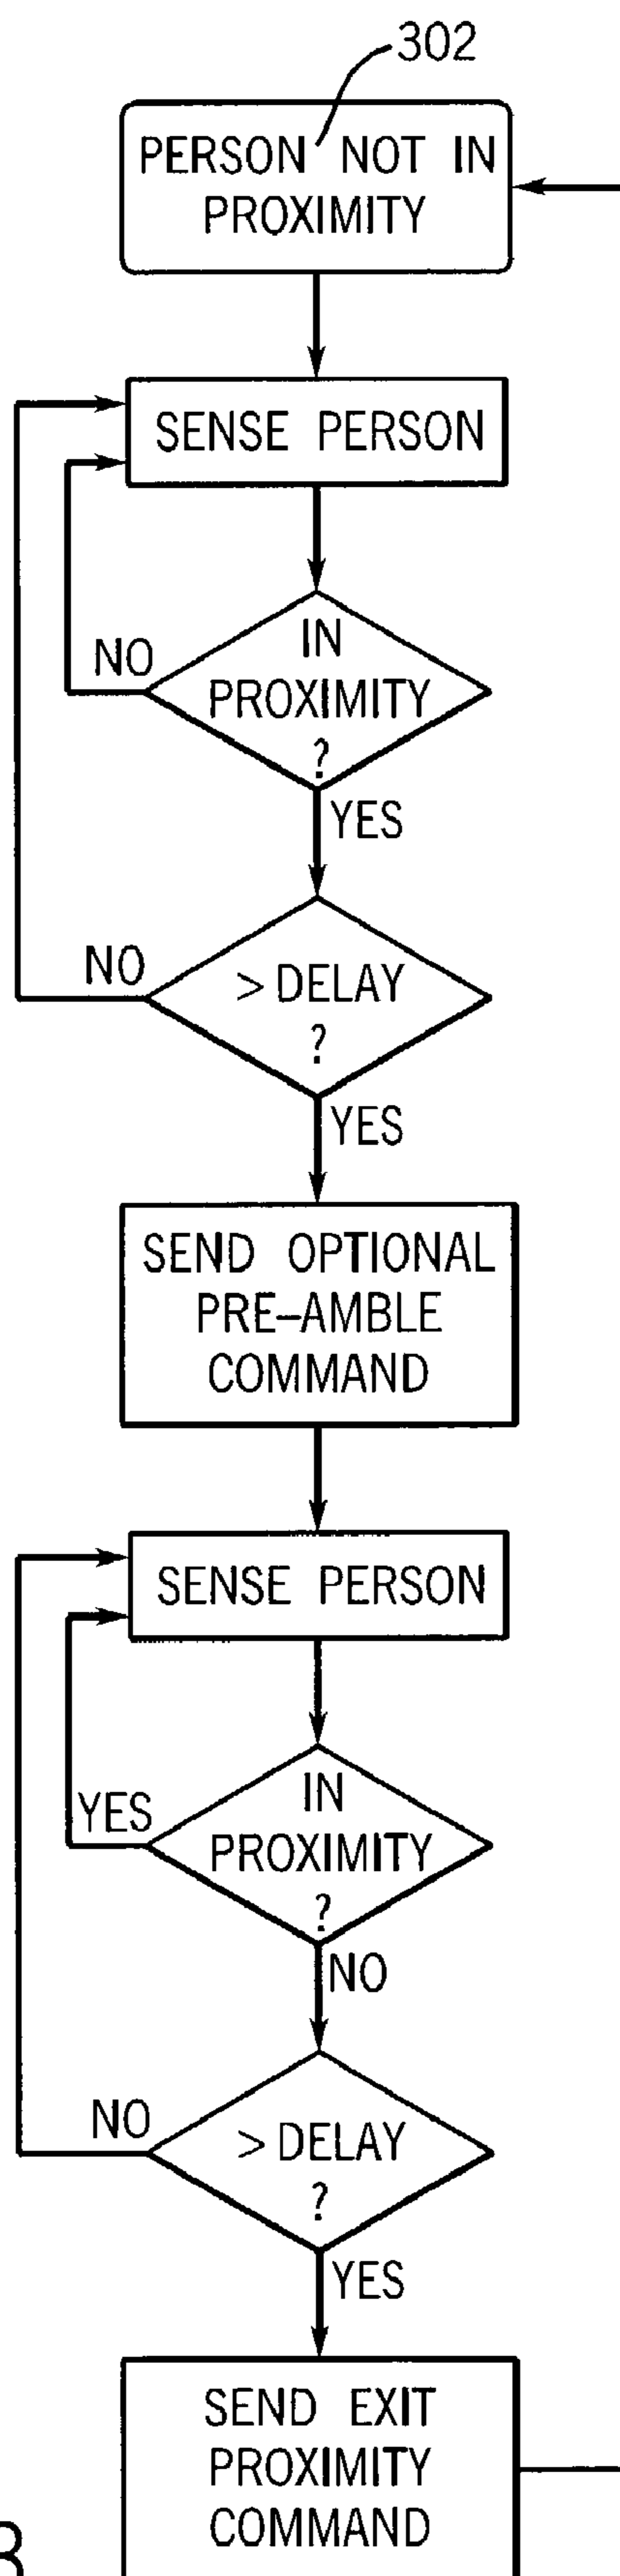 302
PERSON NOT IN
PROXIMITY
SENSE PERSON
IN
PROXIMITY
?
NO
YES
> DELAY
?
NO
YES
SEND OPTIONAL
PRE–AMBLE
COMMAND
SENSE PERSON
IN
PROXIMITY
?
YES
NO
> DELAY
?
NO
YES
SEND EXIT
PROXIMITY
COMMAND